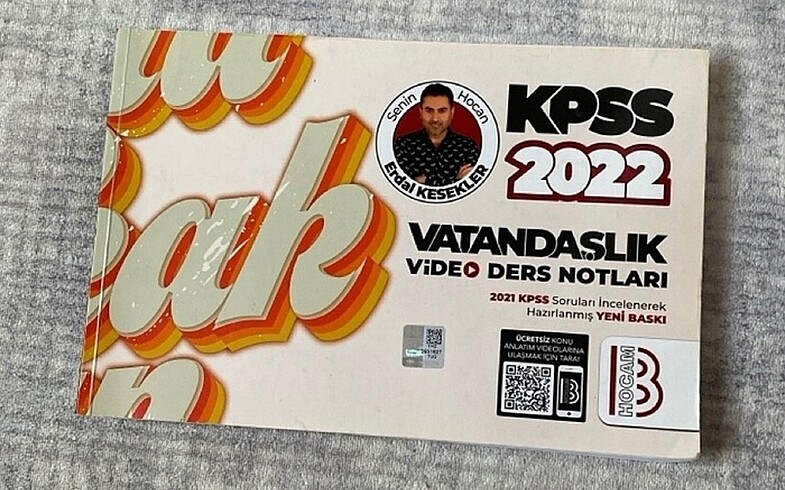 ak
Senin Hocan
Erdal KESEKLER
KPSS
2022
VATANDAŞLIK
VİDEO DERS NOTLARI
2021 KPSS Soruları İncelenerek
Hazırlanmış YENİ BASKI
ÜCRETSİZ KONU
ANLATIM VİDEOLARINA
ULAŞMAK İÇİN TARA!
B
HOCAM